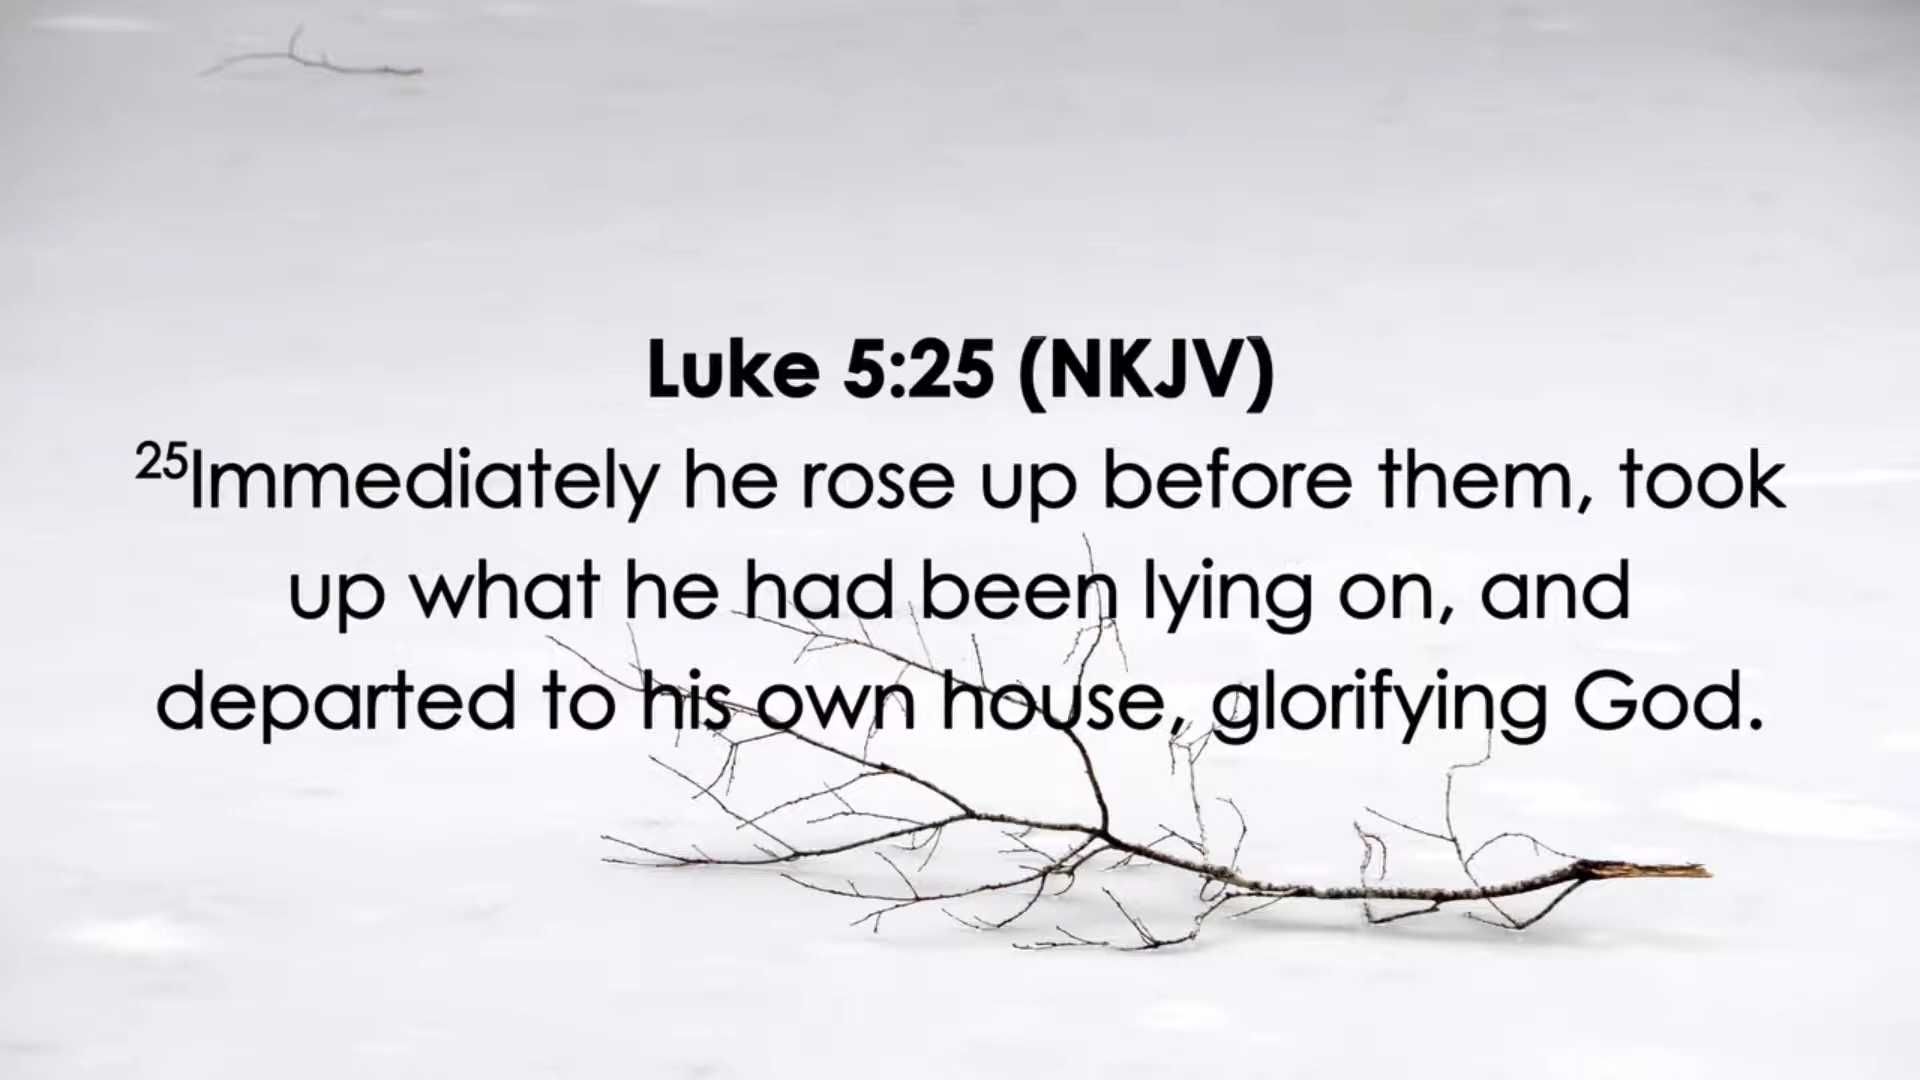 Luke 5:25 (NKJV)
25Immediately he rose up before them, took
up what he had been lying on, and
departed to his own house, glorifying God.